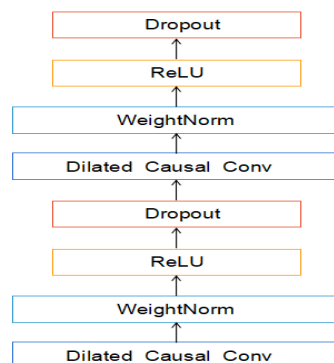 Dropout
ReLU
WeightNorm
Dilated Causal Conv
Dropout
ReLU
WeightNorm
Dilated Causal Conv